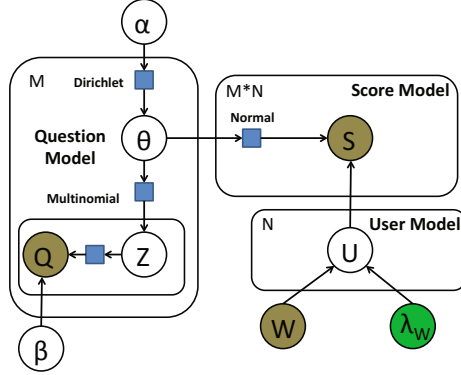 α
M
Dirichlet
M*N
Score Model
Question
Model
θ
Normal
S
Multinomial
N
User Model
Q
Z
U
β
W
λW